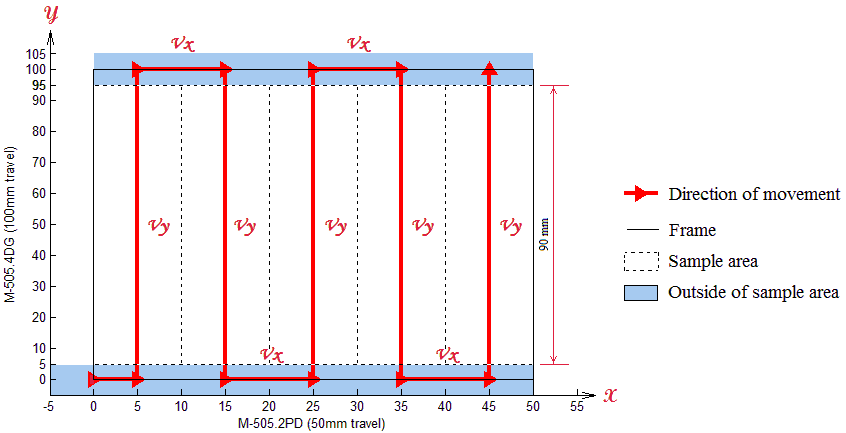 y
vx vx
105
100
95
90
80
70
60
50
40
30
20
10
5
0
M-505.4DG (100mm travel)
vy vy vy vy vy
90 mm
vx vx
-5 0 5 10 15 20 25 30 35 40 45 50 55
x
M-505.2PD (50mm travel)
Direction of movement
Frame
Sample area
Outside of sample area